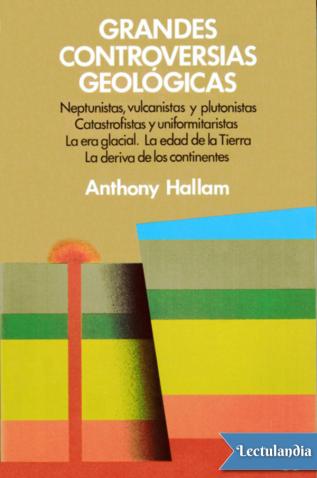 GRANDES
CONTROVERSIAS
GEOLÓGICAS
Neptunistas, vulcanistas y plutonistas
Catastrofistas y uniformitaristas
La era glacial. La edad de la Tierra
La deriva de los continentes
Anthony Hallam
Lectulandia